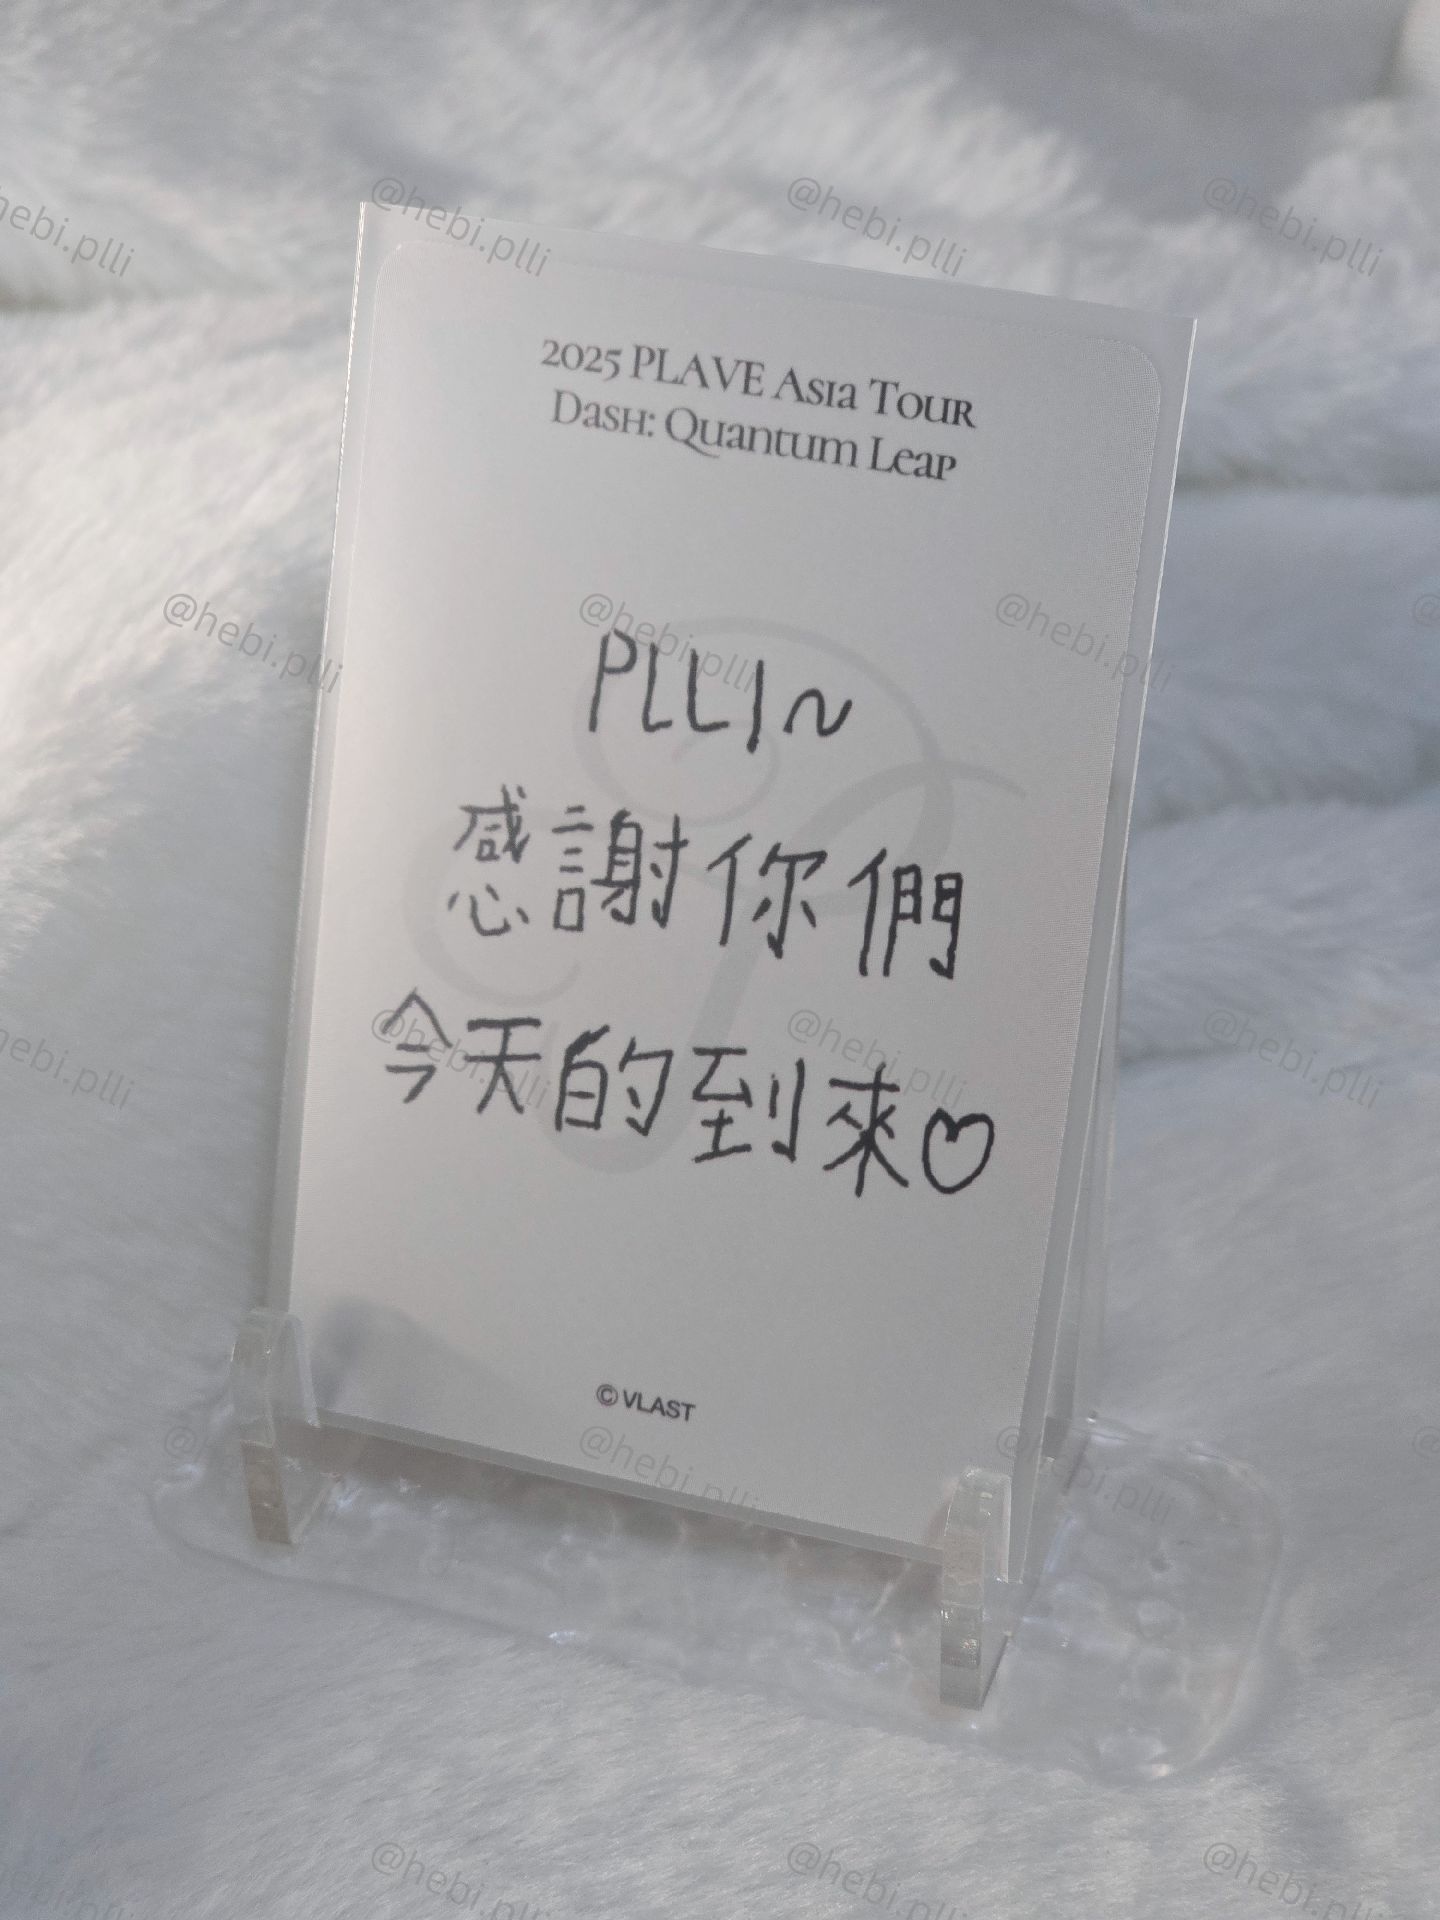 2025 PLAVE Asia Tour
Dash: Quantum Leap
PLLI~
感謝你們
今天的到來♡
© VLAST
@hebi.plli